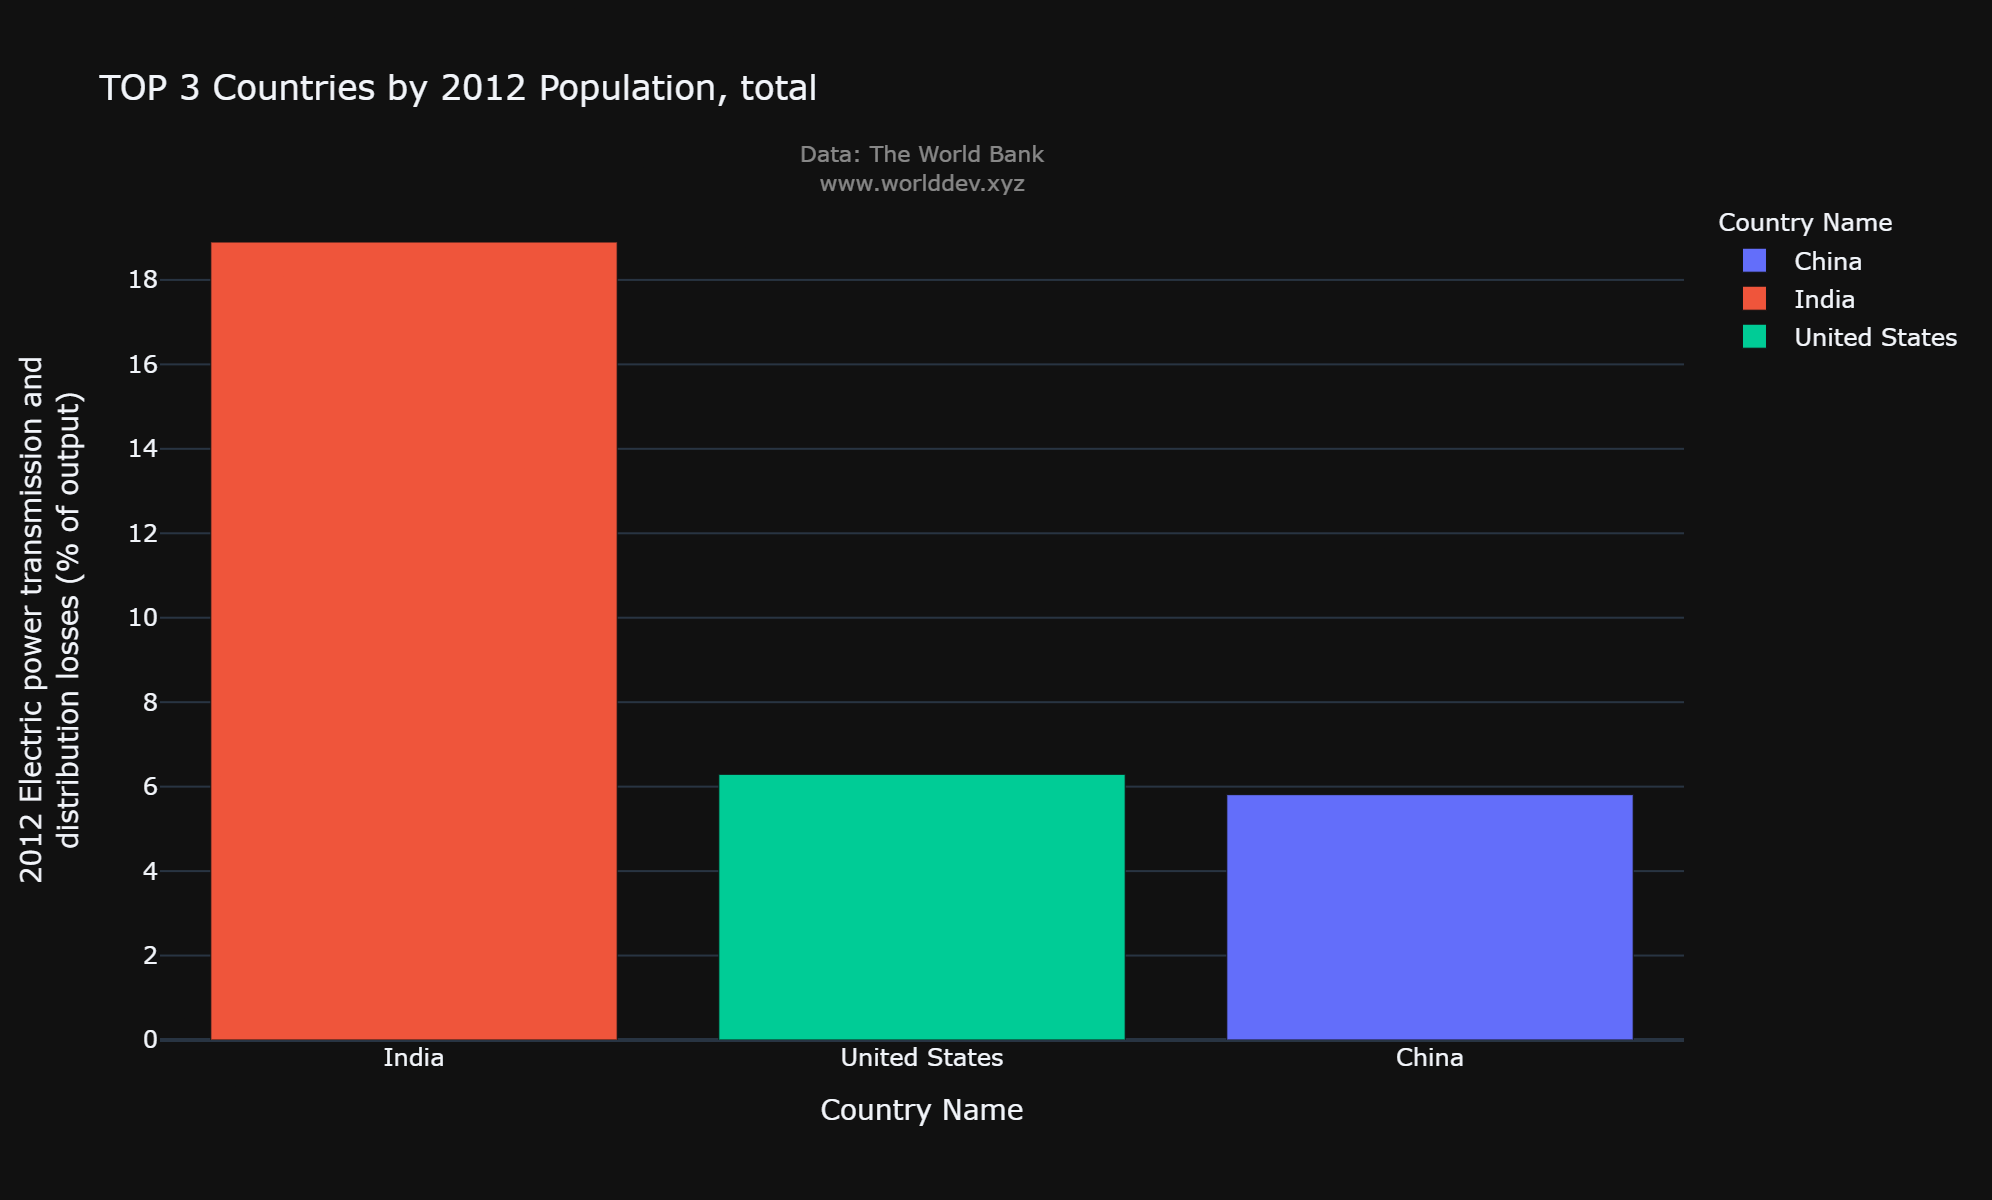 TOP 3 Countries by 2012 Population, total
Data: The World Bank
www.worlddev.xyz
Country Name
China
India
United States
2012 Electric power transmission and
distribution losses (% of output)
18
16
14
12
10
8
6
4
2
0
India
United States
China
Country Name